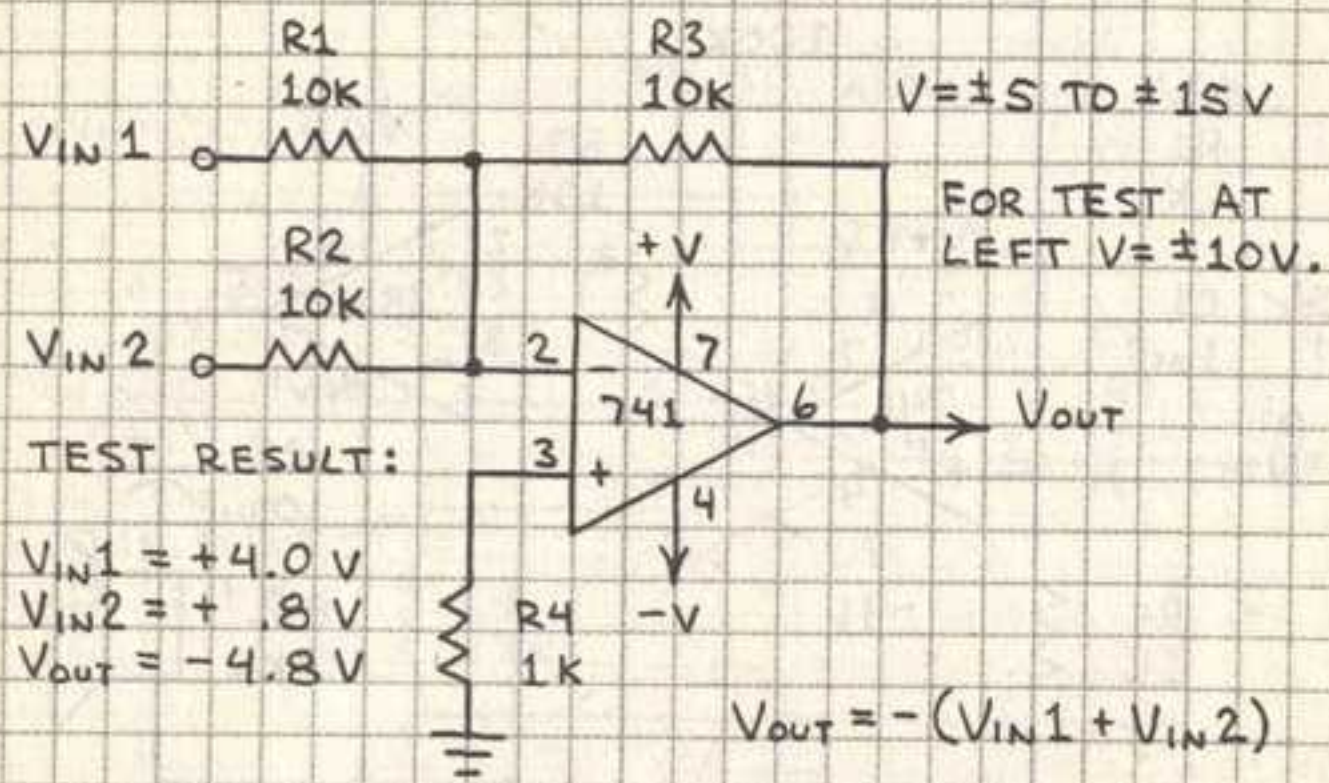 R1
10K
R3
10K
V=±5 TO ±15V
VIN 1
FOR TEST AT
LEFT V=±10V.
R2
10K
+V
VIN 2
2
-
7
741
6
VOUT
TEST RESULT:
3
+
4
VIN1 = +4.0 V
VIN2 = + .8 V
VOUT = -4.8 V
R4
1K
-V
VOUT = -(VIN1 + VIN2)